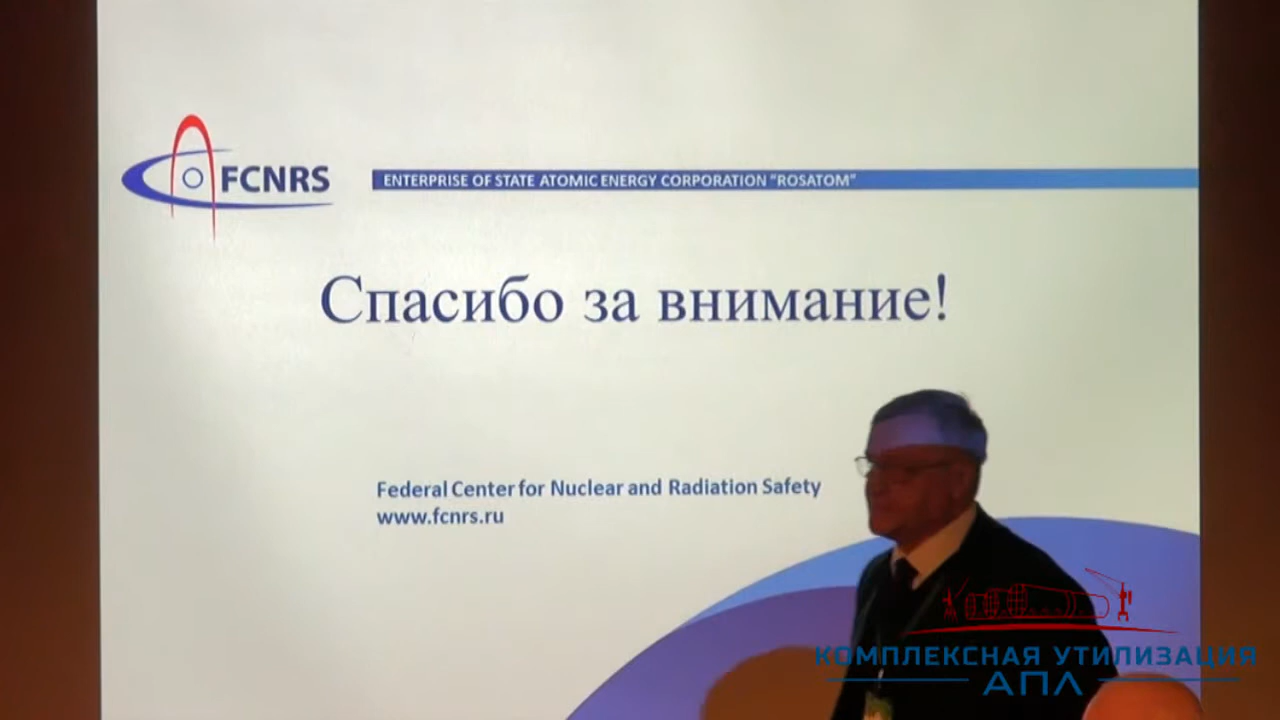 FCNRS
ENTERPRISE OF STATE ATOMIC ENERGY CORPORATION "ROSATOM"
Спасибо за внимание!
Federal Center for Nuclear and Radiation Safety
www.fcnrs.ru
КОМПЛЕКСНАЯ УТИЛИЗАЦИЯ
АПЛ